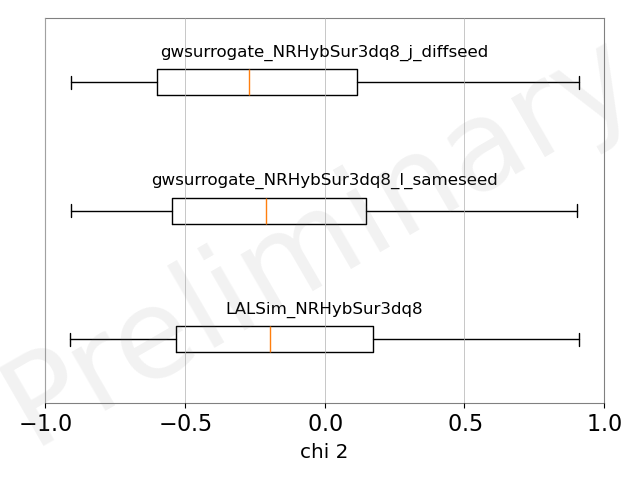 gwsurrogate_NRHybSur3dq8_j_diffseed
gwsurrogate_NRHybSur3dq8_l_sameseed
LALSim_NRHybSur3dq8
Preliminary
−1.0 −0.5 0.0 0.5 1.0
chi 2